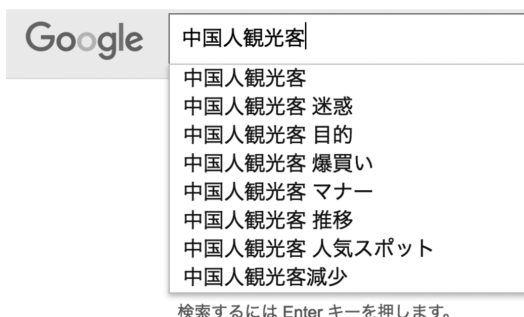 Google 中国人観光客
中国人観光客
中国人観光客 迷惑
中国人観光客 目的
中国人観光客 爆買い
中国人観光客 マナー
中国人観光客 推移
中国人観光客 人気スポット
中国人観光客減少
検索するには Enter キーを押します。